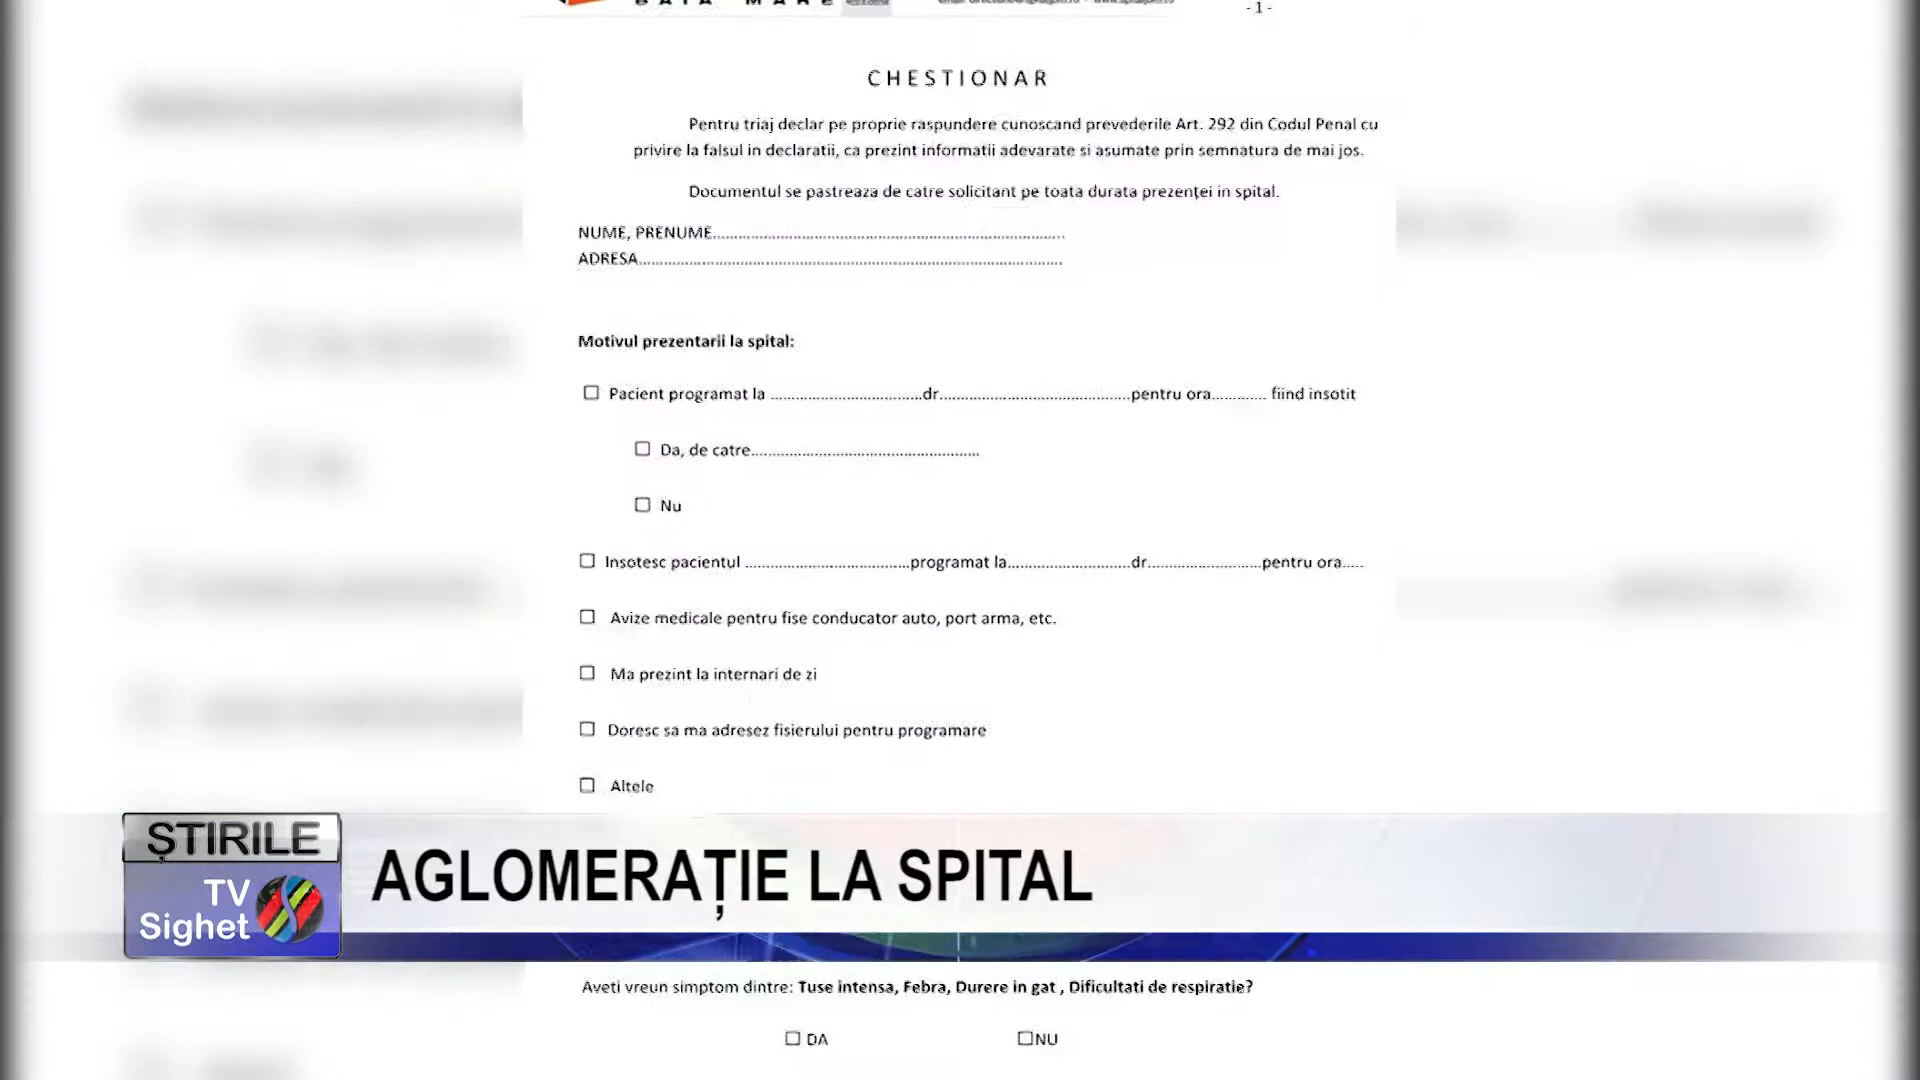 BAIA MARE
- 1 -
CHESTIONAR
Pentru triaj declar pe proprie raspundere cunoscand prevederile Art. 292 din Codul Penal cu
privire la falsul in declaratii, ca prezint informatii adevarate si asumate prin semnatura de mai jos.
Documentul se pastreaza de catre solicitant pe toata durata prezenței in spital.
NUME, PRENUME..........................................................................
ADRESA..........................................................................................
Motivul prezentarii la spital:
☐ Pacient programat la ....................................dr.............................................pentru ora............. fiind insotit
☐ Da, de catre.................................................
☐ Nu
☐ Insotesc pacientul .......................................programat la.............................dr...........................pentru ora.....
☐ Avize medicale pentru fise conducator auto, port arma, etc.
☐ Ma prezint la internari de zi
☐ Doresc sa ma adresez fisierului pentru programare
☐ Altele
ȘTIRILE
TV
Sighet
AGLOMERAȚIE LA SPITAL
Aveti vreun simptom dintre: Tuse intensa, Febra, Durere in gat , Dificultati de respiratie?
☐ DA ☐NU